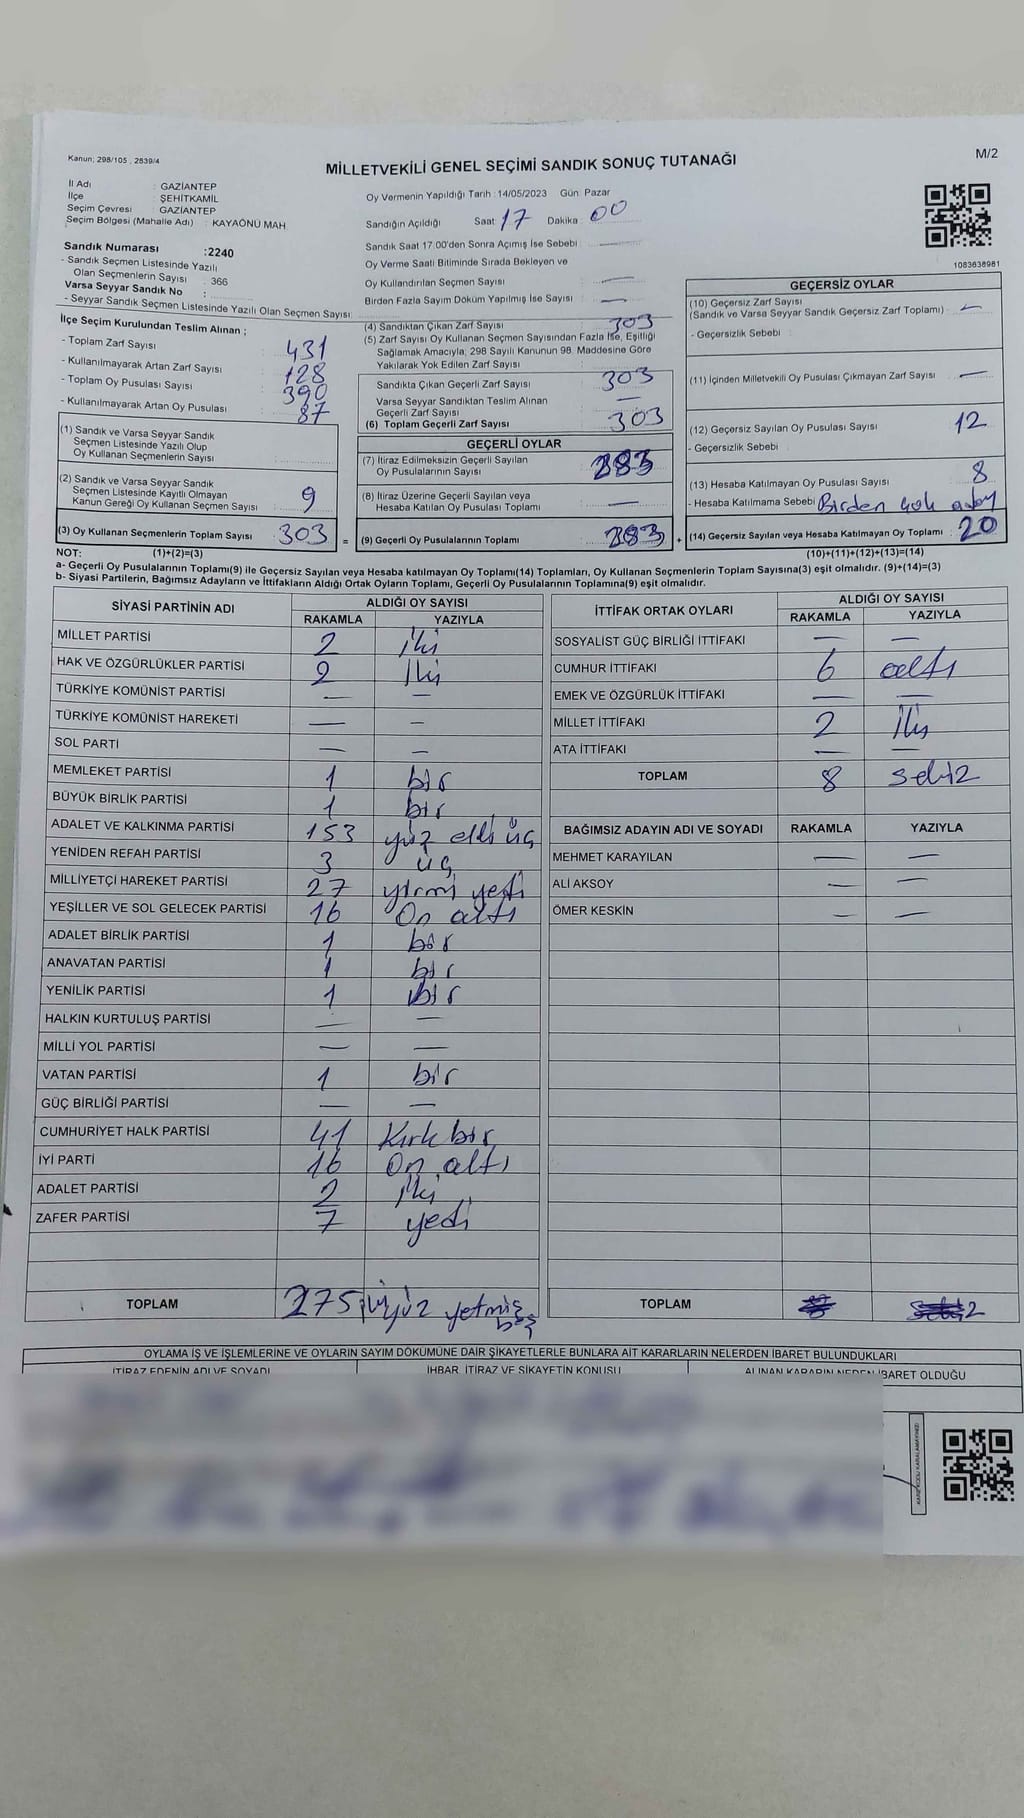 Kanun; 298/105 , 2839/4
MİLLETVEKİLİ GENEL SEÇİMİ SANDIK SONUÇ TUTANAĞI
M/2
İl Adı : GAZİANTEP
İlçe : ŞEHİTKAMİL
Seçim Çevresi : GAZİANTEP
Seçim Bölgesi (Mahalle Adı) : KAYAÖNÜ MAH
Oy Vermenin Yapıldığı Tarih :14/05/2023 Gün: Pazar
Sandığın Açıldığı Saat: 17 Dakika : 00
Sandık Saat 17:00'den Sonra Açımış İse Sebebi : —
Oy Verme Saati Bitiminde Sırada Bekleyen ve
Oy Kullandırılan Seçmen Sayısı : —
Birden Fazla Sayım Döküm Yapılmış İse Sayısı : —
1083638981
Sandık Numarası :2240
- Sandık Seçmen Listesinde Yazılı
Olan Seçmenlerin Sayısı : 366
Varsa Seyyar Sandık No :
- Seyyar Sandık Seçmen Listesinde Yazılı Olan Seçmen Sayısı:
İlçe Seçim Kurulundan Teslim Alınan ;
- Toplam Zarf Sayısı : 431
- Kullanılmayarak Artan Zarf Sayısı : 128
- Toplam Oy Pusulası Sayısı : 390
- Kullanılmayarak Artan Oy Pusulası : 87
(1) Sandık ve Varsa Seyyar Sandık
Seçmen Listesinde Yazılı Olup
Oy Kullanan Seçmenlerin Sayısı :
(2) Sandık ve Varsa Seyyar Sandık
Seçmen Listesinde Kayıtlı Olmayan
Kanun Gereği Oy Kullanan Seçmen Sayısı : 9
(3) Oy Kullanan Seçmenlerin Toplam Sayısı : 303
(4) Sandıktan Çıkan Zarf Sayısı : 303
(5) Zarf Sayısı Oy Kullanan Seçmen Sayısından Fazla İse, Eşitliği
Sağlamak Amacıyla; 298 Sayılı Kanunun 98. Maddesine Göre
Yakılarak Yok Edilen Zarf Sayısı :
Sandıkta Çıkan Geçerli Zarf Sayısı : 303
Varsa Seyyar Sandıktan Teslim Alınan
Geçerli Zarf Sayısı : —
(6) Toplam Geçerli Zarf Sayısı : 303
GEÇERLİ OYLAR
(7) İtiraz Edilmeksizin Geçerli Sayılan
Oy Pusulalarının Sayısı : 283
(8) İtiraz Üzerine Geçerli Sayılan veya
Hesaba Katılan Oy Pusulaları Toplamı : —
= (9) Geçerli Oy Pusulalarının Toplamı : 283 +
GEÇERSİZ OYLAR
(10) Geçersiz Zarf Sayısı
(Sandık ve Varsa Seyyar Sandık Geçersiz Zarf Toplamı) : —
- Geçersizlik Sebebi :
(11) İçinden Milletvekili Oy Pusulası Çıkmayan Zarf Sayısı : —
(12) Geçersiz Sayılan Oy Pusulası Sayısı : 12
- Geçersizlik Sebebi :
(13) Hesaba Katılmayan Oy Pusulası Sayısı : 8
- Hesaba Katılmama Sebebi : Birden çok aday
(14) Geçersiz Sayılan veya Hesaba Katılmayan Oy Toplamı : 20
NOT: (1)+(2)=(3) (10)+(11)+(12)+(13)=(14)
a- Geçerli Oy Pusulalarının Toplamı(9) ile Geçersiz Sayılan veya Hesaba katılmayan Oy Toplamı(14) Toplamları, Oy Kullanan Seçmenlerin Toplam Sayısına(3) eşit olmalıdır. (9)+(14)=(3)
b- Siyasi Partilerin, Bağımsız Adayların ve İttifakların Aldığı Ortak Oyların Toplamı, Geçerli Oy Pusulalarının Toplamına(9) eşit olmalıdır.
SİYASİ PARTİNİN ADI ALDIĞI OY SAYISI
RAKAMLA YAZIYLA
MİLLET PARTİSİ 2 iki
HAK VE ÖZGÜRLÜKLER PARTİSİ 2 iki
TÜRKİYE KOMÜNİST PARTİSİ — —
TÜRKİYE KOMÜNİST HAREKETİ — —
SOL PARTİ — —
MEMLEKET PARTİSİ 1 bir
BÜYÜK BİRLİK PARTİSİ 1 bir
ADALET VE KALKINMA PARTİSİ 153 yüz elli üç
YENİDEN REFAH PARTİSİ 3 üç
MİLLİYETÇİ HAREKET PARTİSİ 27 yirmi yedi
YEŞİLLER VE SOL GELECEK PARTİSİ 16 On altı
ADALET BİRLİK PARTİSİ 1 bir
ANAVATAN PARTİSİ 1 bir
YENİLİK PARTİSİ 1 bir
HALKIN KURTULUŞ PARTİSİ — —
MİLLİ YOL PARTİSİ — —
VATAN PARTİSİ 1 bir
GÜÇ BİRLİĞİ PARTİSİ — —
CUMHURİYET HALK PARTİSİ 41 Kırk bir
İYİ PARTİ 16 On altı
ADALET PARTİSİ 2 iki
ZAFER PARTİSİ 7 yedi
TOPLAM 275 yetmiş beş
İTTİFAK ORTAK OYLARI ALDIĞI OY SAYISI
RAKAMLA YAZIYLA
SOSYALİST GÜÇ BİRLİĞİ İTTİFAKI — —
CUMHUR İTTİFAKI 6 altı
EMEK VE ÖZGÜRLÜK İTTİFAKI — —
MİLLET İTTİFAKI 2 iki
ATA İTTİFAKI — —
TOPLAM 8 sekiz
BAĞIMSIZ ADAYIN ADI VE SOYADI RAKAMLA YAZIYLA
MEHMET KARAYILAN — —
ALİ AKSOY — —
ÖMER KESKİN — —
TOPLAM
OYLAMA İŞ VE İŞLEMLERİNE VE OYLARIN SAYIM DÖKÜMÜNE DAİR ŞİKAYETLERLE BUNLARA AİT KARARLARIN NELERDEN İBARET BULUNDUKLARI
İTİRAZ EDENİN ADI VE SOYADI İHBAR, İTİRAZ VE ŞİKAYETİN KONUSU ALINAN KARARIN NEDEN İBARET OLDUĞU
KARE KODU KARALAMAYINIZ!